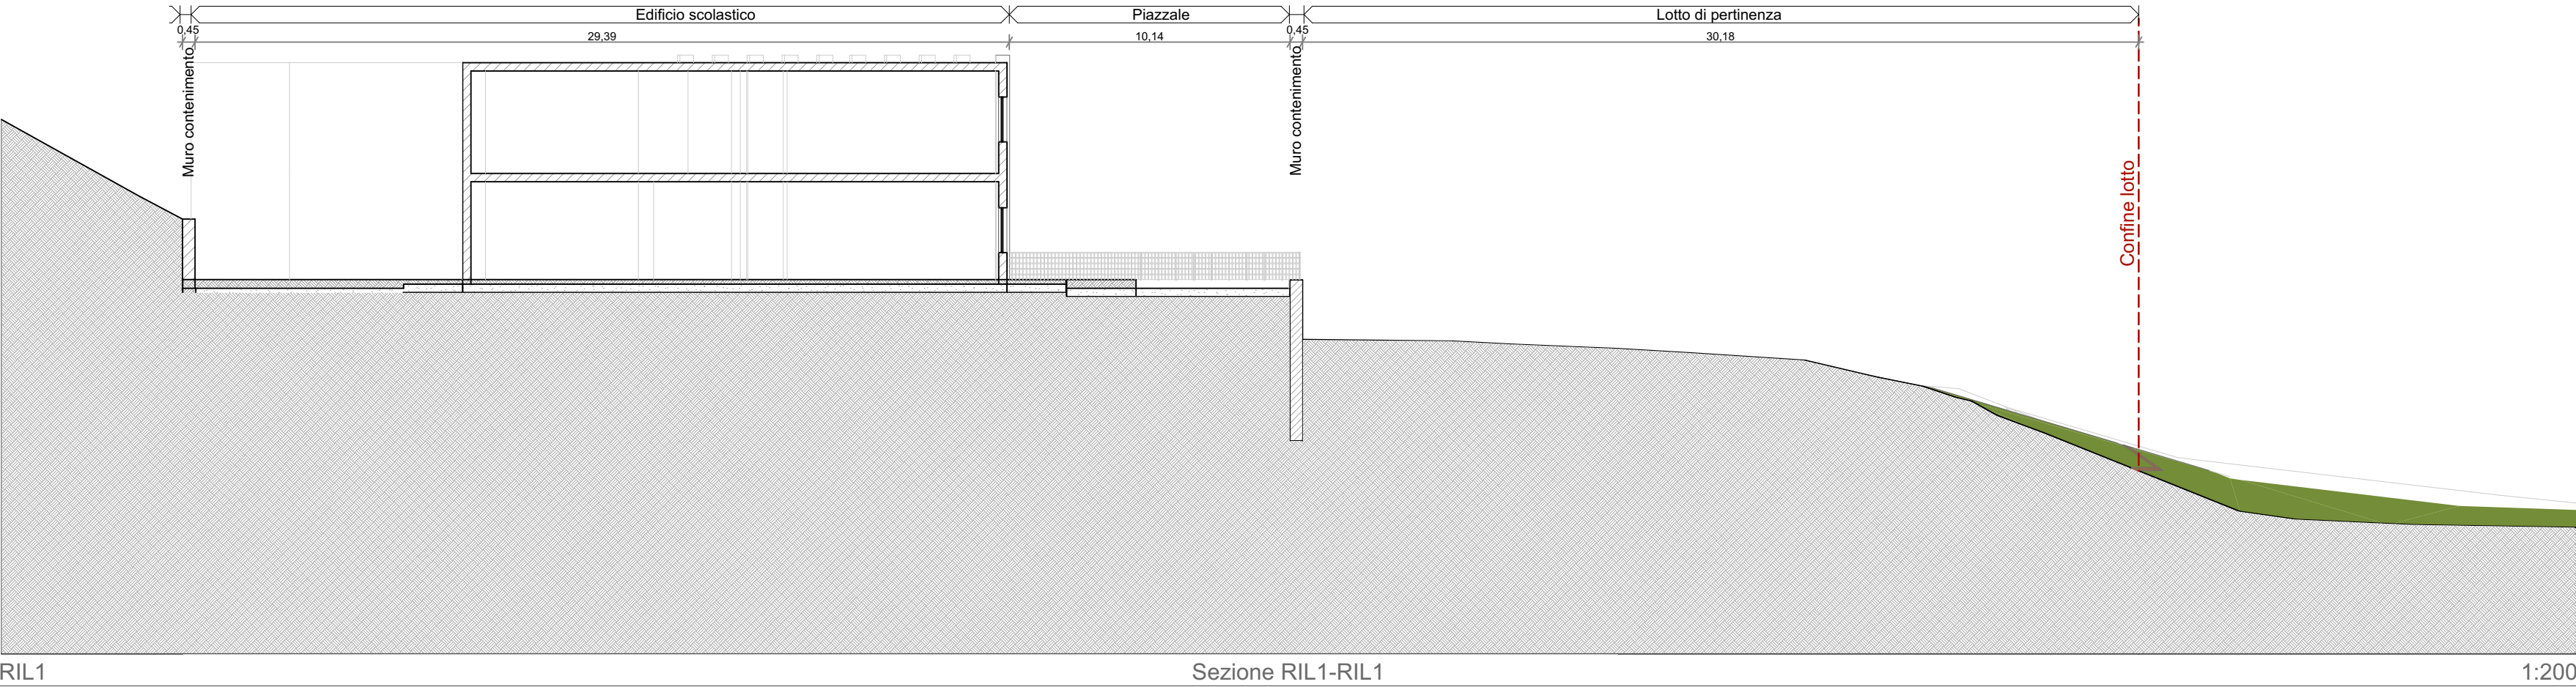 Edificio scolastico
Piazzale
Lotto di pertinenza
0,45
29,39
10,14
0,45
30,18
Muro contenimento
Muro contenimento
Confine lotto
RIL1
Sezione RIL1-RIL1
1:200